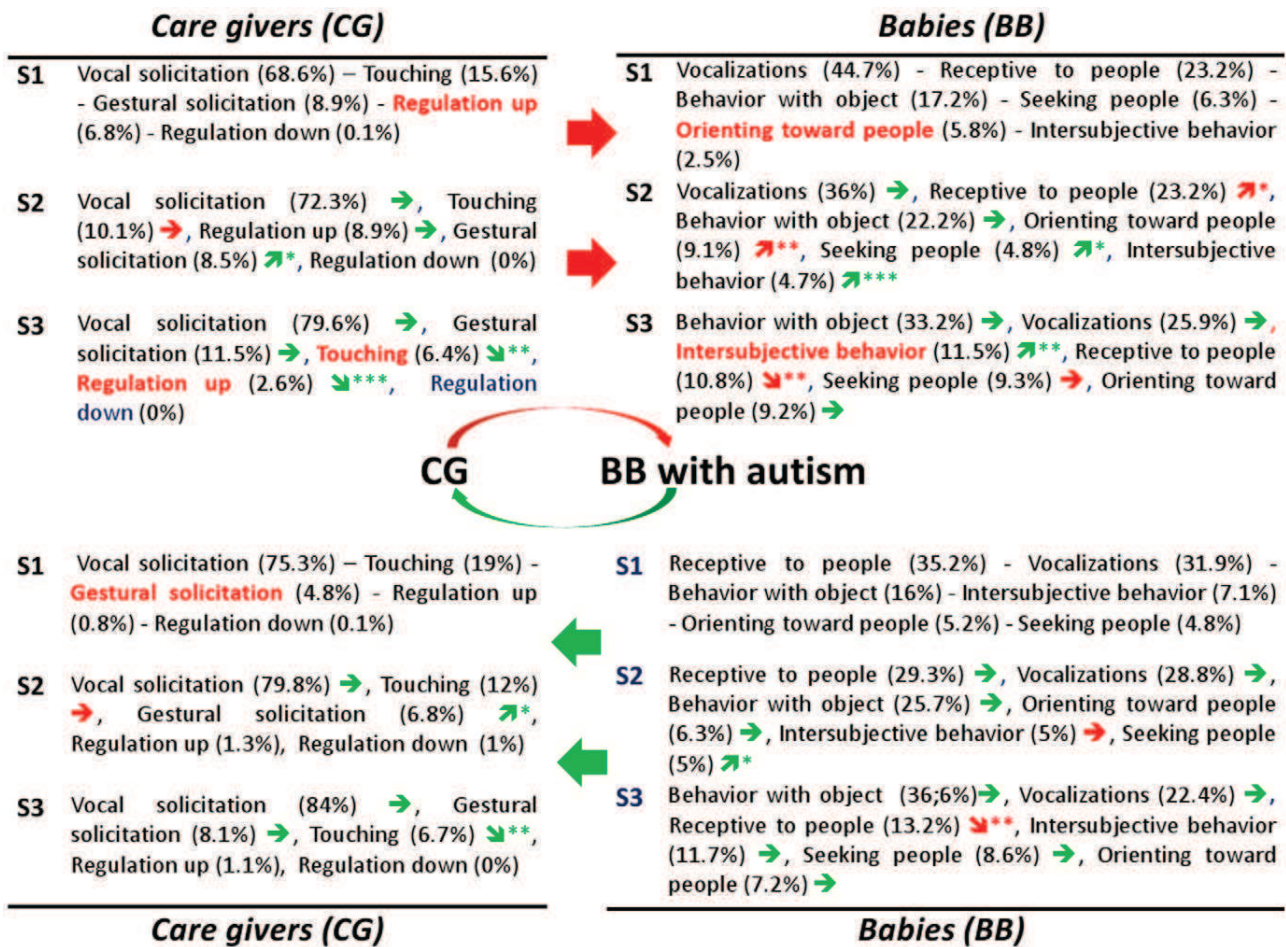 Care givers (CG)
S1 Vocal solicitation (68.6%) – Touching (15.6%)
- Gestural solicitation (8.9%) - Regulation up
(6.8%) - Regulation down (0.1%)
S2 Vocal solicitation (72.3%) ➔, Touching
(10.1%) ➔, Regulation up (8.9%) ➔, Gestural
solicitation (8.5%) ↗*, Regulation down (0%)
S3 Vocal solicitation (79.6%) ➔, Gestural
solicitation (11.5%) ➔, Touching (6.4%) ↘**,
Regulation up (2.6%) ↘***, Regulation
down (0%)
Babies (BB)
S1 Vocalizations (44.7%) - Receptive to people (23.2%) -
Behavior with object (17.2%) - Seeking people (6.3%) -
Orienting toward people (5.8%) - Intersubjective behavior
(2.5%)
S2 Vocalizations (36%) ➔, Receptive to people (23.2%) ↗*,
Behavior with object (22.2%) ➔, Orienting toward people
(9.1%) ↗**, Seeking people (4.8%) ↗*, Intersubjective
behavior (4.7%) ↗***
S3 Behavior with object (33.2%) ➔, Vocalizations (25.9%) ➔,
Intersubjective behavior (11.5%) ↗**, Receptive to people
(10.8%) ↘**, Seeking people (9.3%) ➔, Orienting toward
people (9.2%) ➔
CG BB with autism
S1 Vocal solicitation (75.3%) – Touching (19%) -
Gestural solicitation (4.8%) - Regulation up
(0.8%) - Regulation down (0.1%)
S2 Vocal solicitation (79.8%) ➔, Touching (12%)
➔, Gestural solicitation (6.8%) ↗*,
Regulation up (1.3%), Regulation down (1%)
S3 Vocal solicitation (84%) ➔, Gestural
solicitation (8.1%) ➔, Touching (6.7%) ↘**,
Regulation up (1.1%), Regulation down (0%)
Care givers (CG)
S1 Receptive to people (35.2%) - Vocalizations (31.9%) -
Behavior with object (16%) - Intersubjective behavior (7.1%)
- Orienting toward people (5.2%) - Seeking people (4.8%)
S2 Receptive to people (29.3%) ➔, Vocalizations (28.8%) ➔,
Behavior with object (25.7%) ➔, Orienting toward people
(6.3%) ➔, Intersubjective behavior (5%) ➔, Seeking people
(5%) ↗*
S3 Behavior with object (36;6%)➔, Vocalizations (22.4%) ➔,
Receptive to people (13.2%) ↘**, Intersubjective behavior
(11.7%) ➔, Seeking people (8.6%) ➔, Orienting toward
people (7.2%) ➔
Babies (BB)